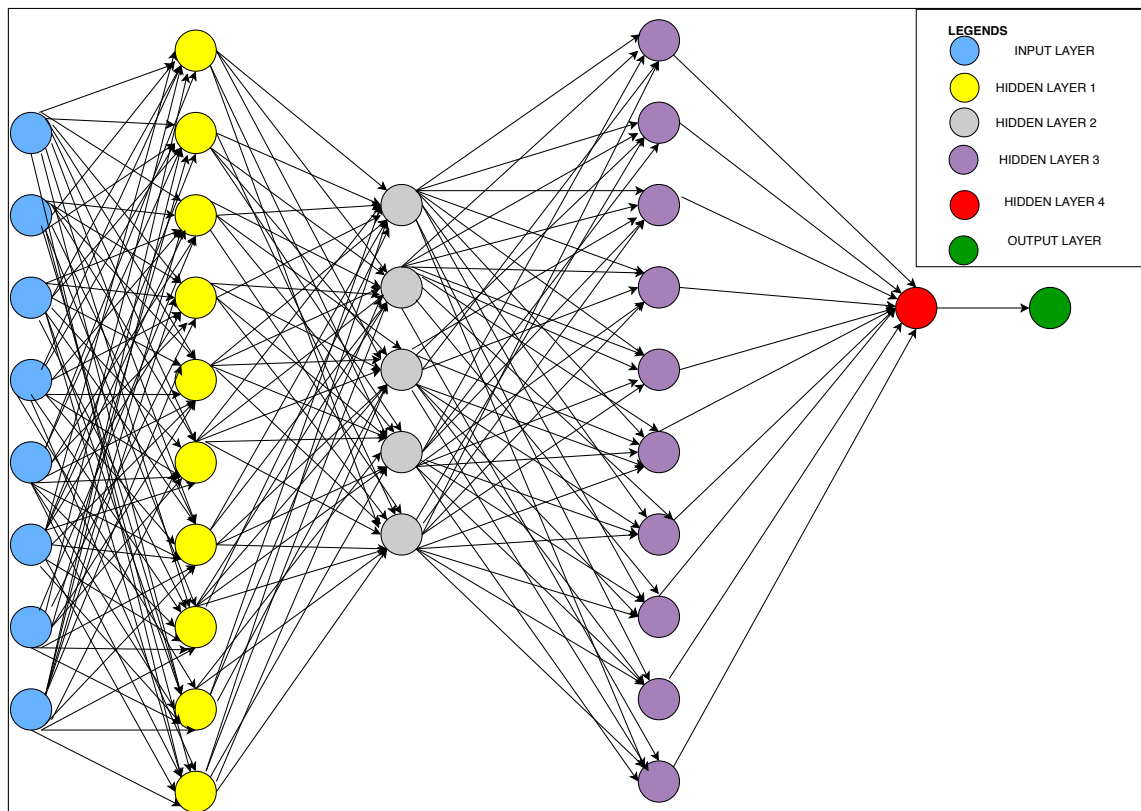 LEGENDS
INPUT LAYER
HIDDEN LAYER 1
HIDDEN LAYER 2
HIDDEN LAYER 3
HIDDEN LAYER 4
OUTPUT LAYER